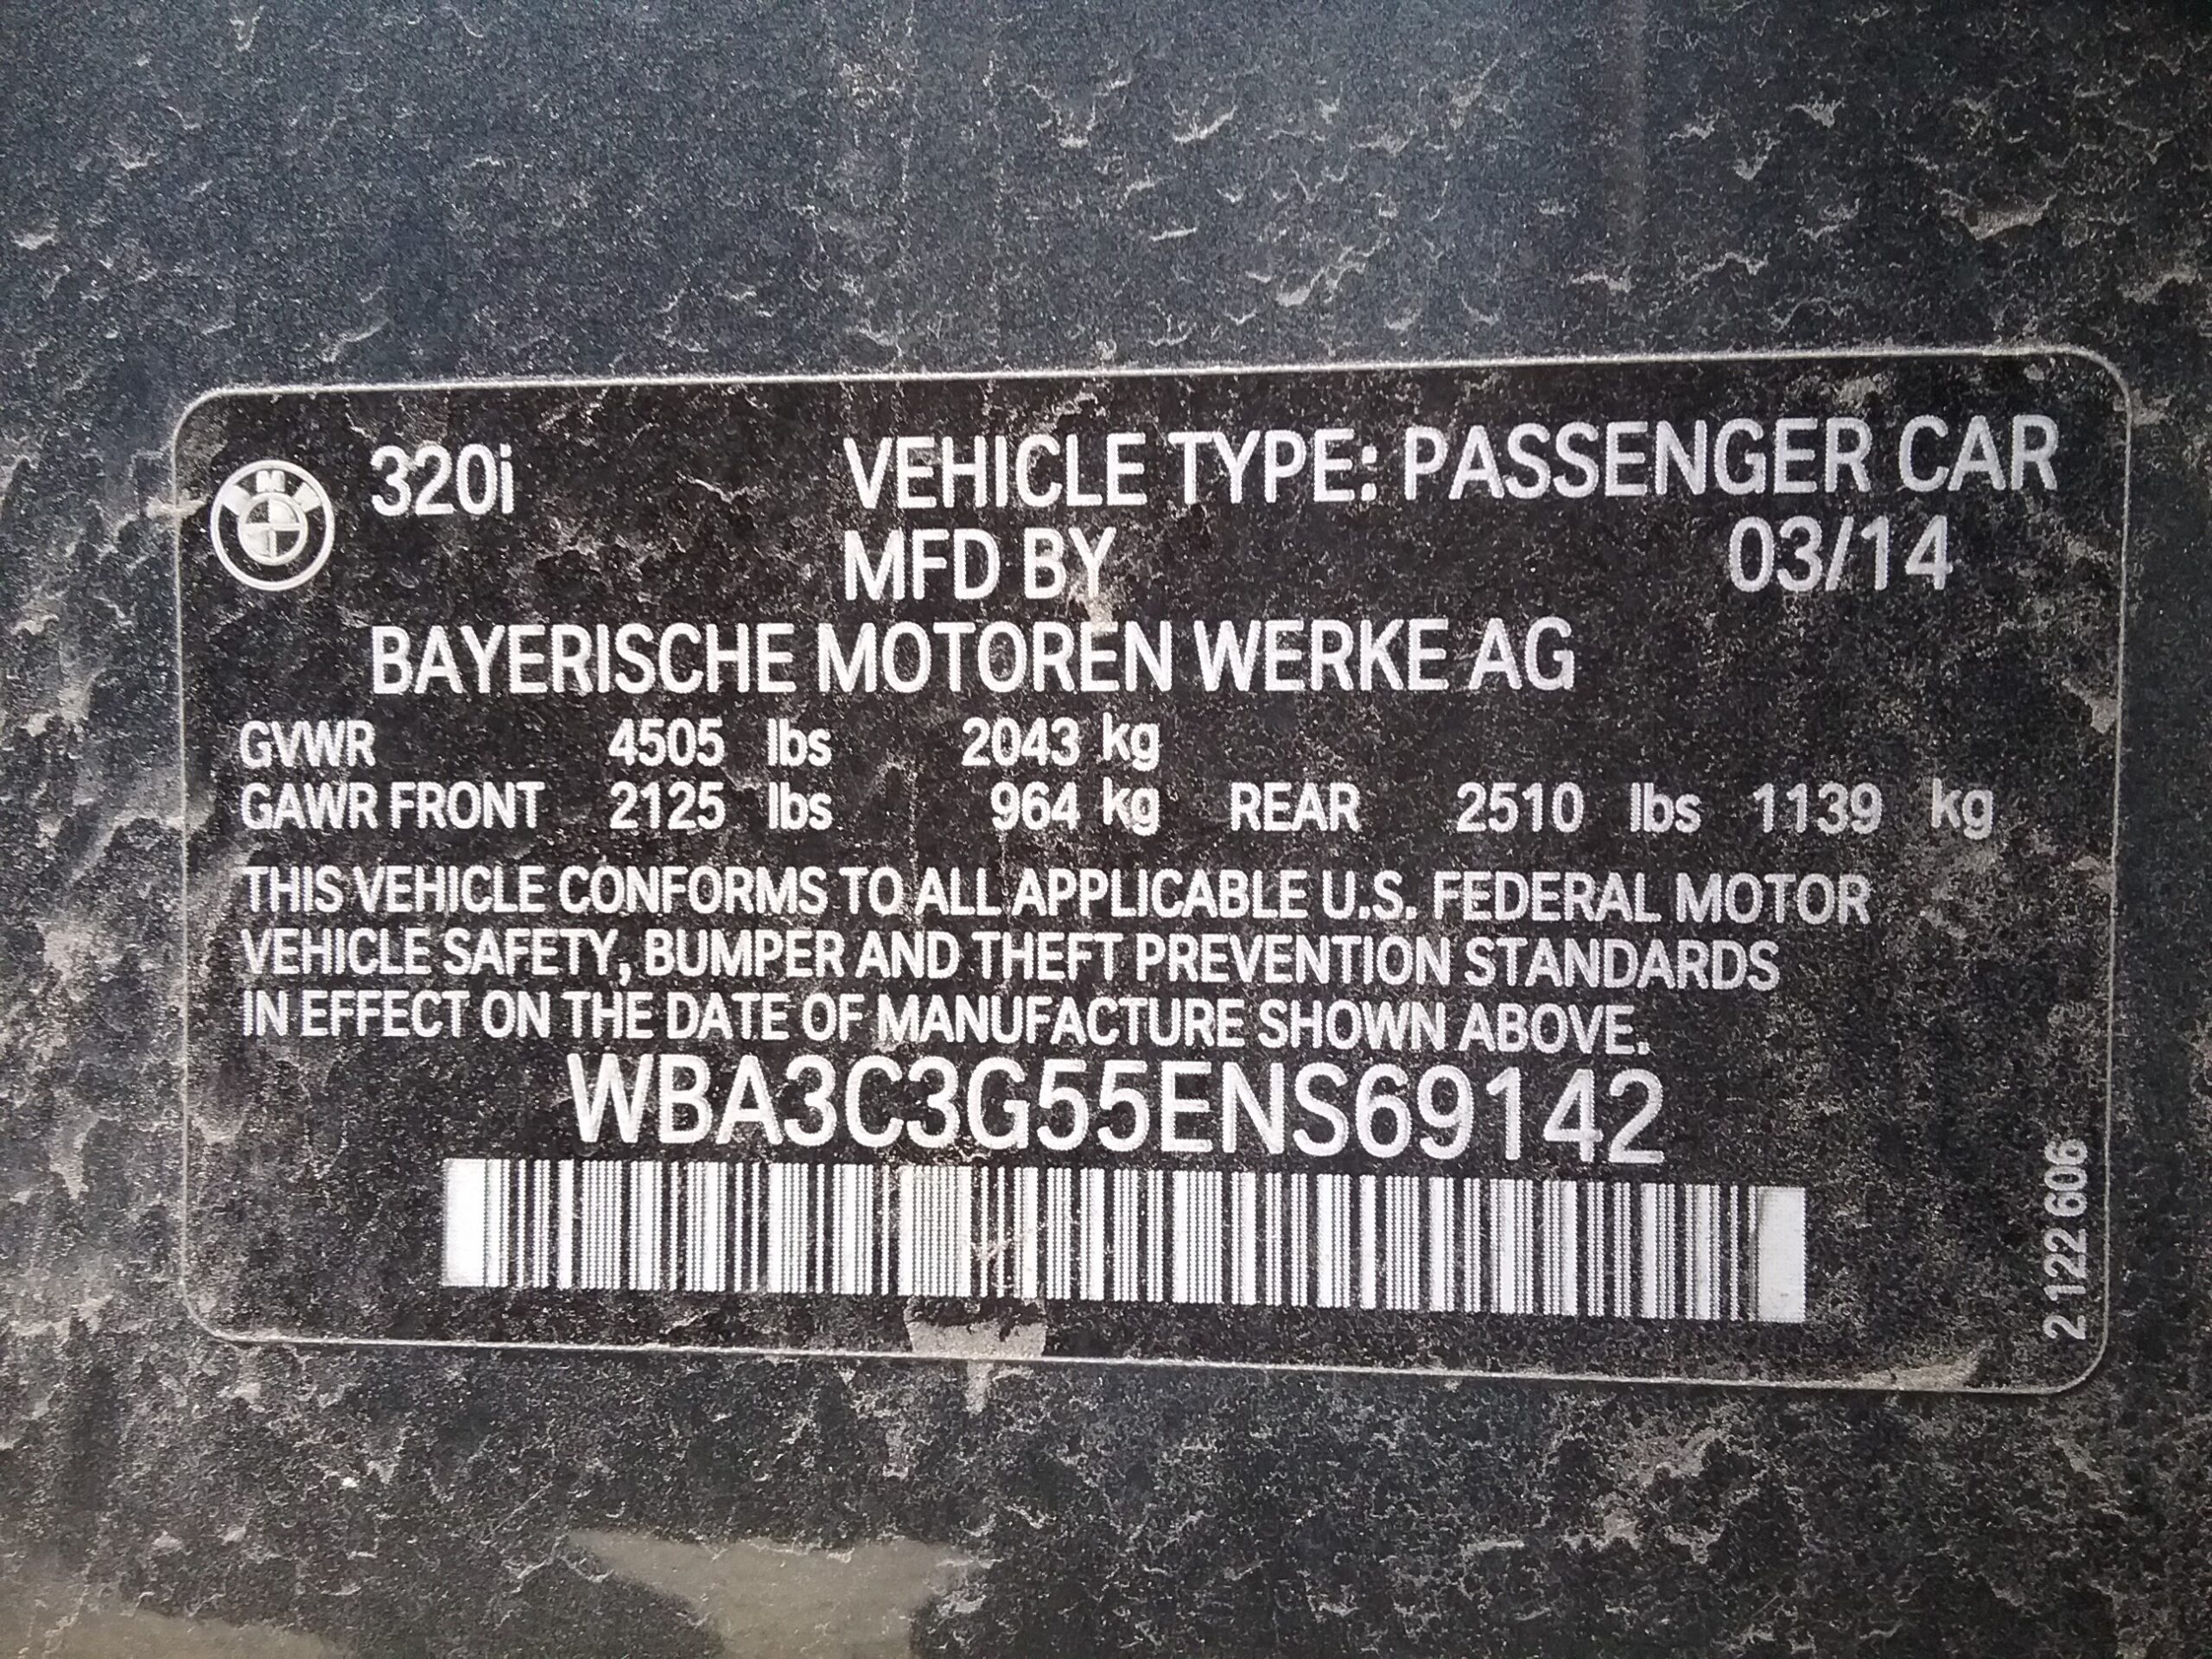 320i VEHICLE TYPE: PASSENGER CAR
MFD BY 03/14
BAYERISCHE MOTOREN WERKE AG
GVWR 4505 lbs 2043 kg
GAWR FRONT 2125 lbs 964 kg REAR 2510 lbs 1139 kg
THIS VEHICLE CONFORMS TO ALL APPLICABLE U.S. FEDERAL MOTOR
VEHICLE SAFETY, BUMPER AND THEFT PREVENTION STANDARDS
IN EFFECT ON THE DATE OF MANUFACTURE SHOWN ABOVE.
WBA3C3G55ENS69142
2 122 606
BMW